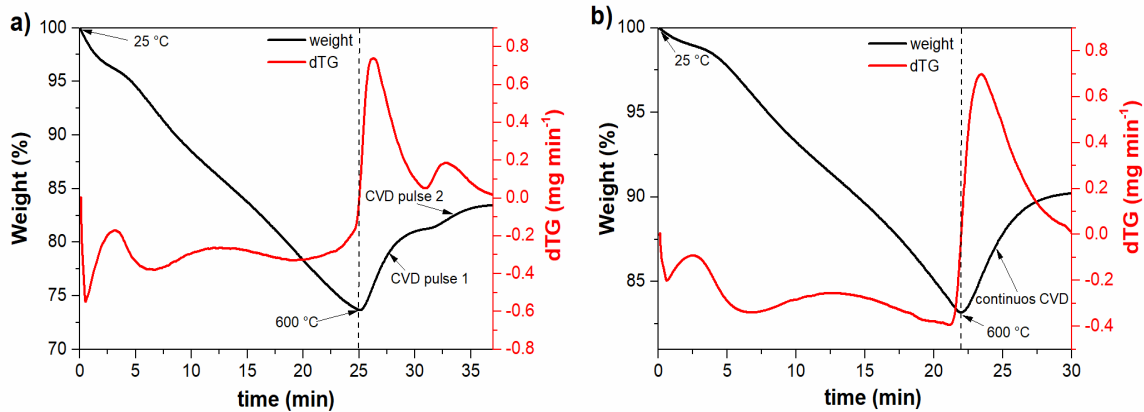 a)
100
95
90
85
80
75
70
Weight (%)
25 °C
weight
dTG
CVD pulse 2
CVD pulse 1
600 °C
0.8
0.6
0.4
0.2
0.0
-0.2
-0.4
-0.6
-0.8
dTG (mg min⁻¹)
0 5 10 15 20 25 30 35
time (min)
b)
100
95
90
85
Weight (%)
25 °C
weight
dTG
continuos CVD
600 °C
0.8
0.6
0.4
0.2
0.0
-0.2
-0.4
dTG (mg min⁻¹)
0 5 10 15 20 25 30
time (min)